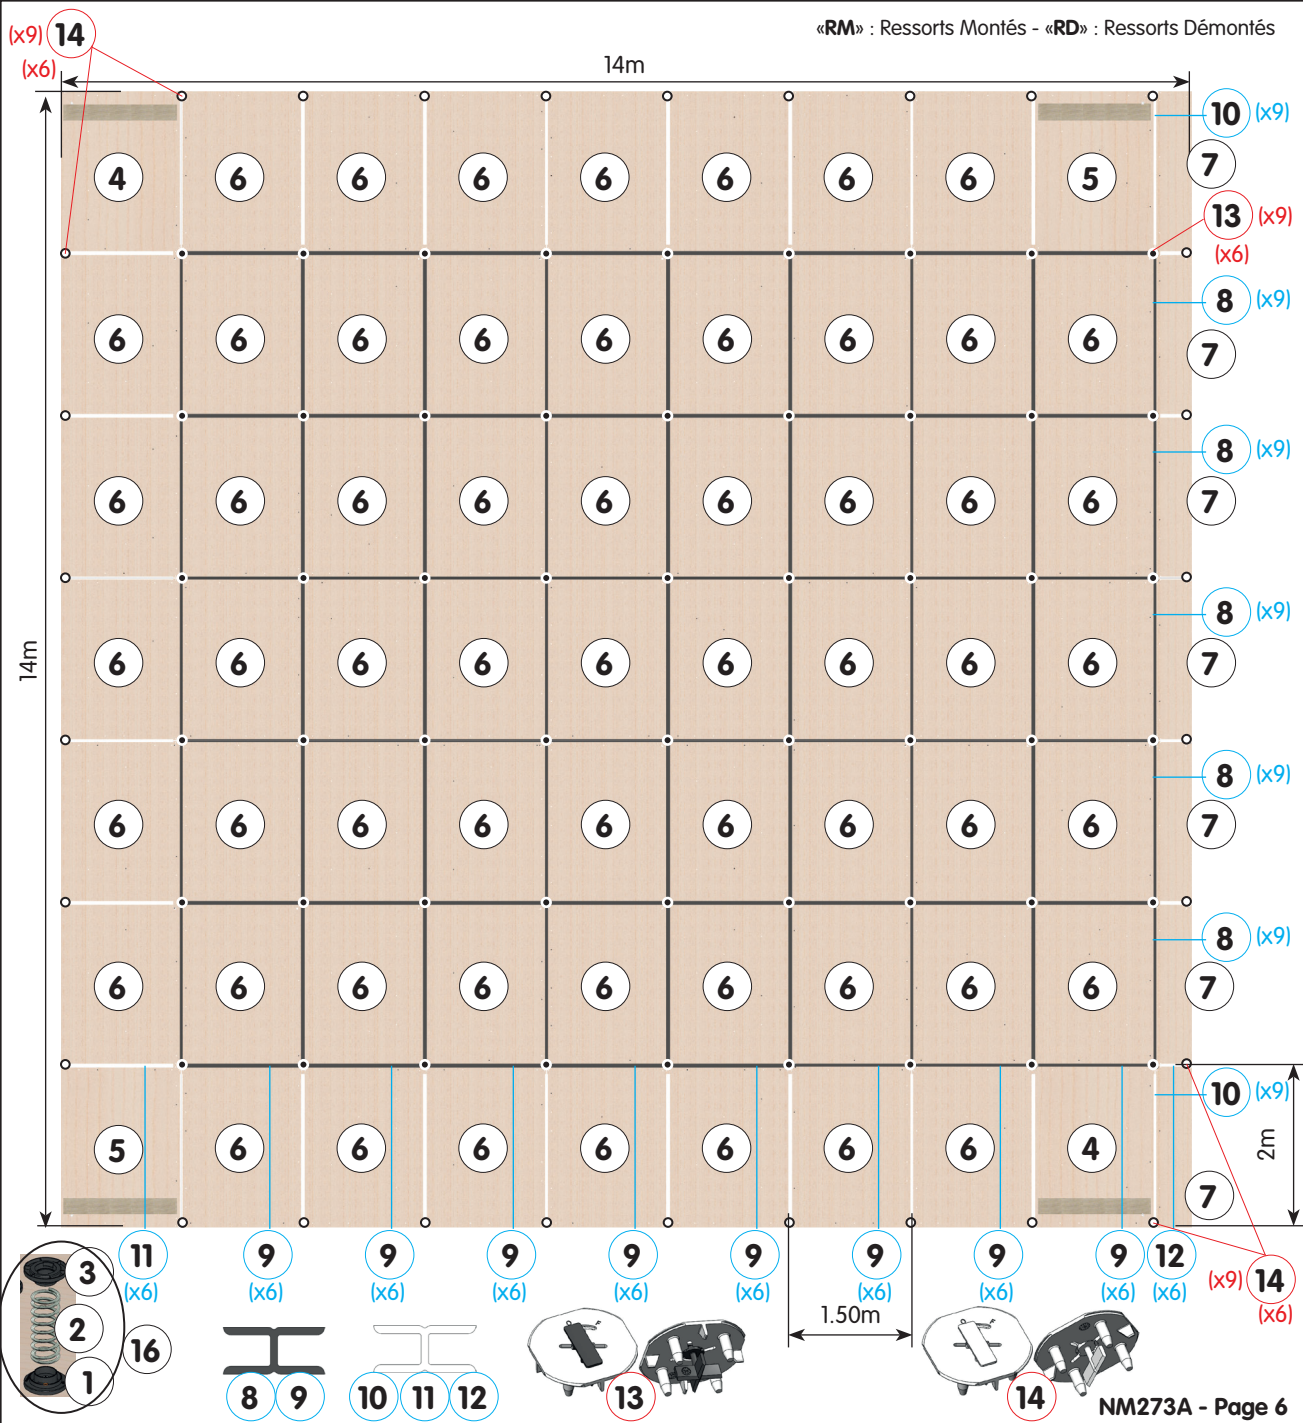 «RM» : Ressorts Montés - «RD» : Ressorts Démontés
(x9) 14
(x6)
14m
10 (x9)
4 6 6 6 6 6 6 6 5 7
13 (x9)
(x6)
8 (x9)
6 6 6 6 6 6 6 6 6 7
8 (x9)
6 6 6 6 6 6 6 6 6 7
8 (x9)
14m
6 6 6 6 6 6 6 6 6 7
8 (x9)
6 6 6 6 6 6 6 6 6 7
8 (x9)
6 6 6 6 6 6 6 6 6 7
10 (x9)
2m
5 6 6 6 6 6 6 6 4
7
11 9 9 9 9 9 9 9 9 12
(x6) (x6) (x6) (x6) (x6) (x6) (x6) (x6) (x6) (x6)
(x9) 14
(x6)
1.50m
3
2
1
16
8 9
10 11 12
13
14
NM273A - Page 6